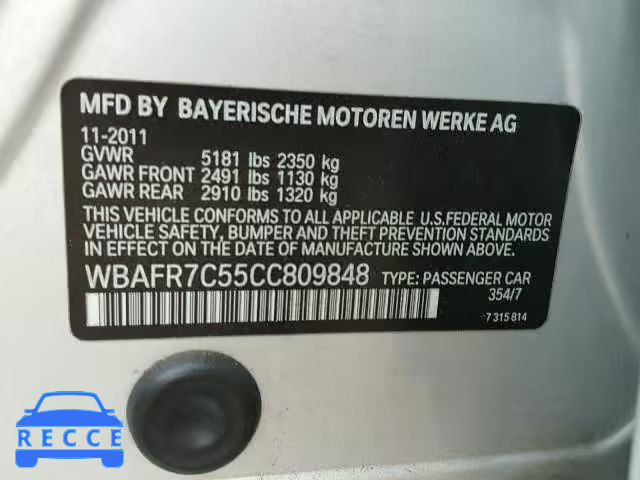 MFD BY BAYERISCHE MOTOREN WERKE AG
11-2011
GVWR 5181 lbs 2350 kg
GAWR FRONT 2491 lbs 1130 kg
GAWR REAR 2910 lbs 1320 kg
THIS VEHICLE CONFORMS TO ALL APPLICABLE U.S.FEDERAL MOTOR
VEHICLE SAFETY, BUMPER AND THEFT PREVENTION STANDARDS
IN EFFECT ON THE DATE OF MANUFACTURE SHOWN ABOVE.
WBAFR7C55CC809848 TYPE: PASSENGER CAR
354/7
7 315 814
RECCE